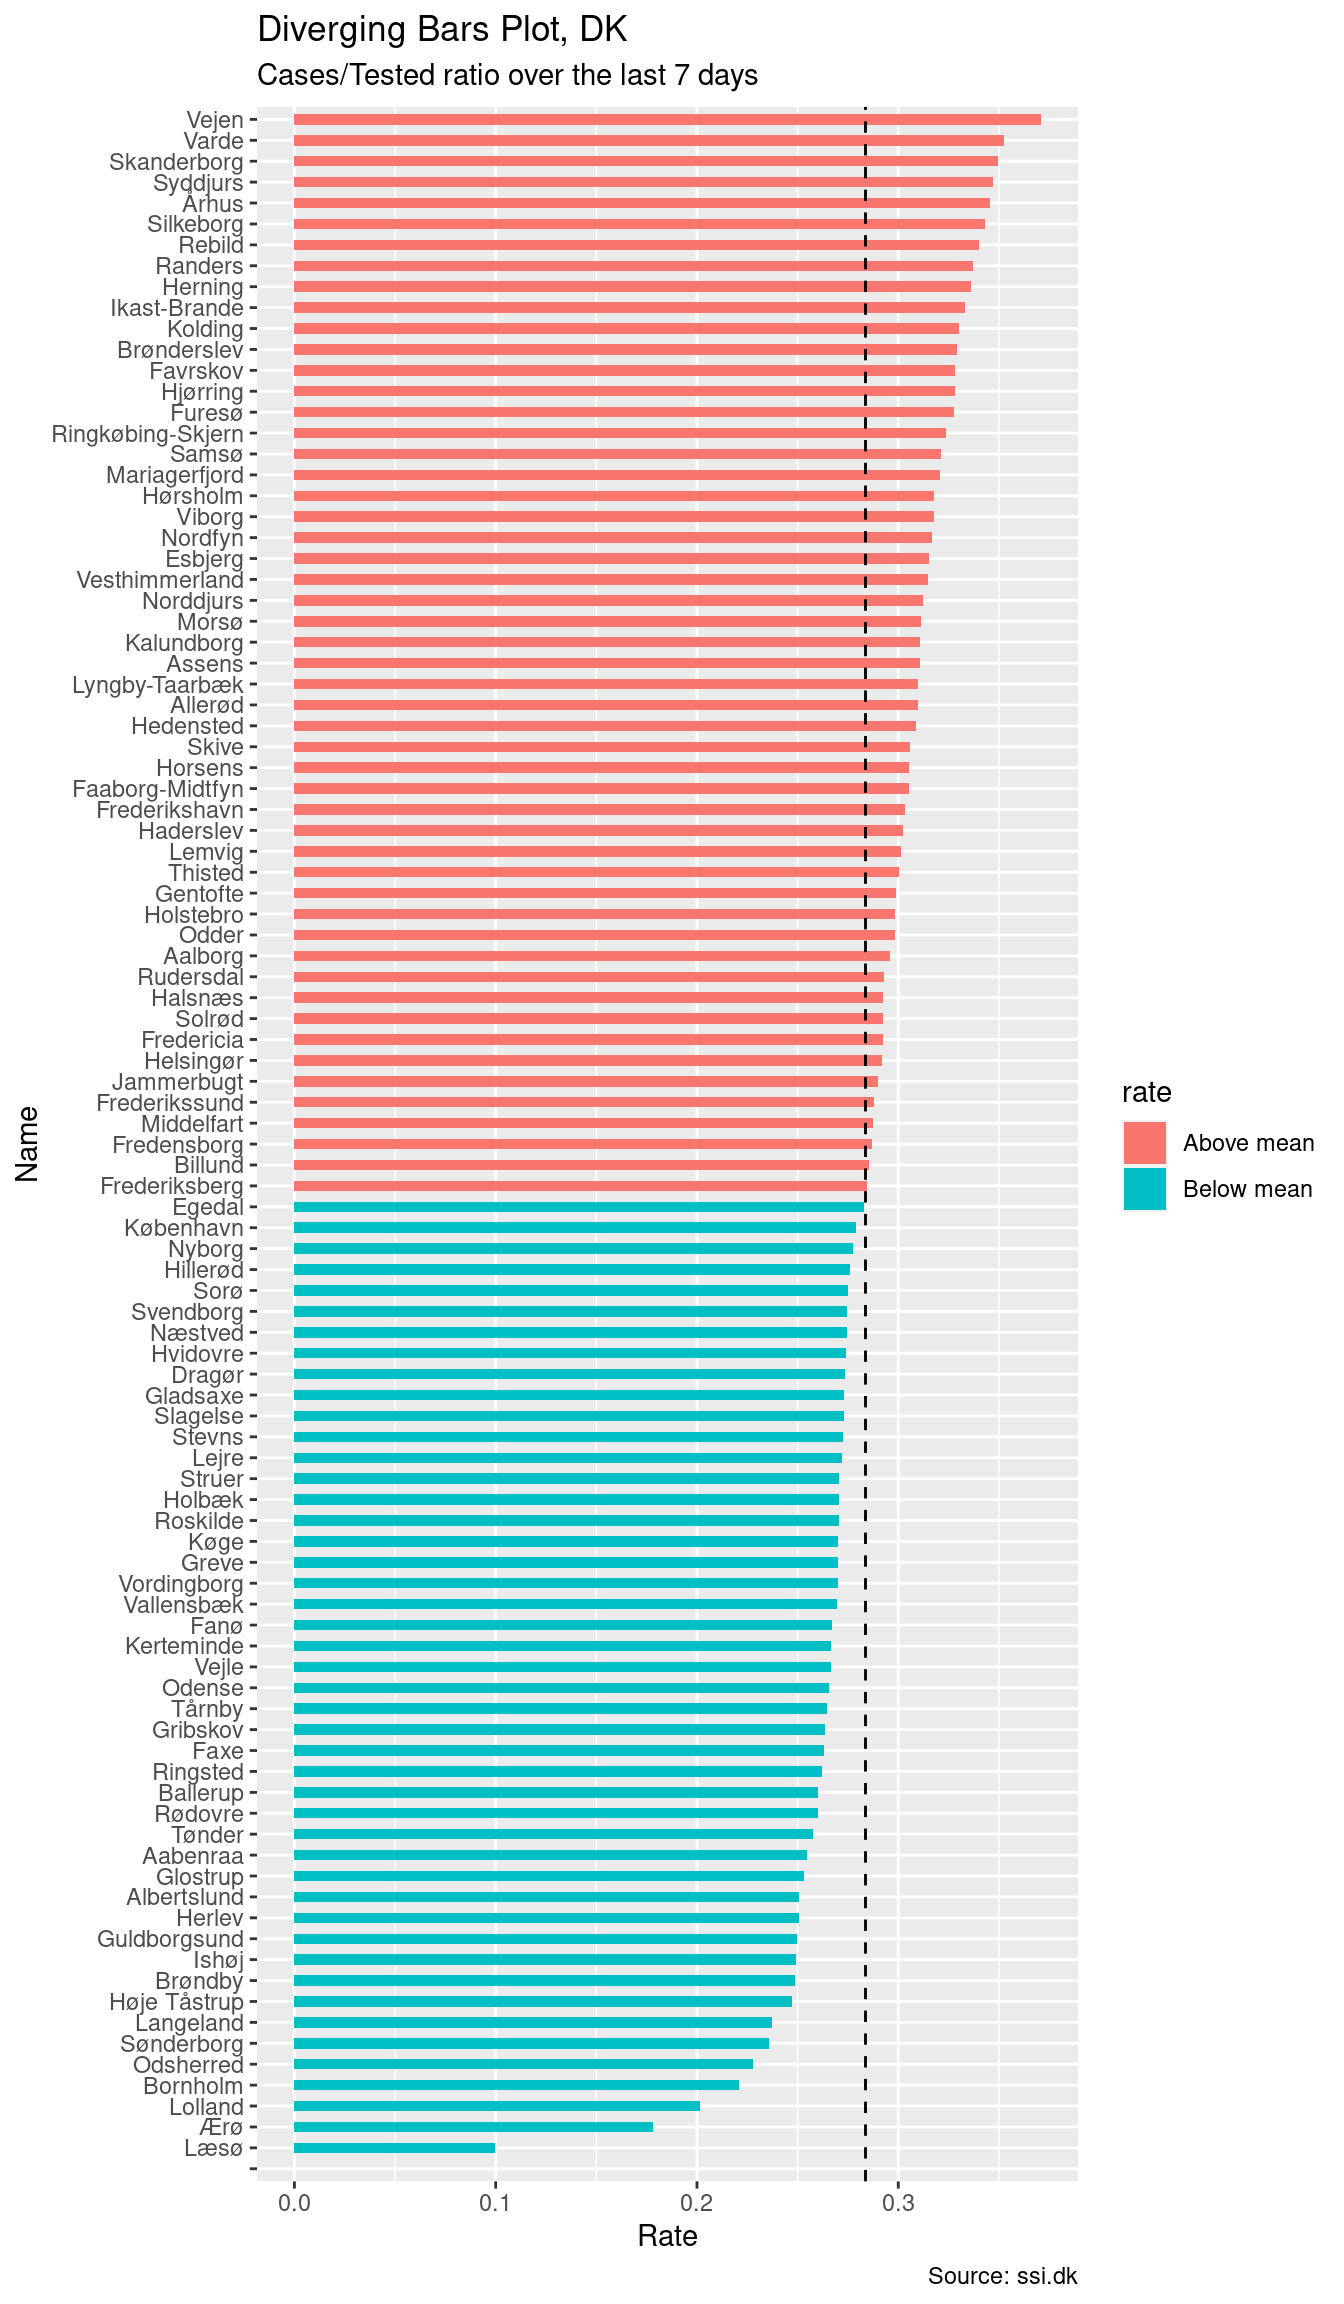 Diverging Bars Plot, DK
Cases/Tested ratio over the last 7 days
Vejen
Varde
Skanderborg
Syddjurs
Århus
Silkeborg
Rebild
Randers
Herning
Ikast-Brande
Kolding
Brønderslev
Favrskov
Hjørring
Furesø
Ringkøbing-Skjern
Samsø
Mariagerfjord
Hørsholm
Viborg
Nordfyn
Esbjerg
Vesthimmerland
Norddjurs
Morsø
Kalundborg
Assens
Lyngby-Taarbæk
Allerød
Hedensted
Skive
Horsens
Faaborg-Midtfyn
Frederikshavn
Haderslev
Lemvig
Thisted
Gentofte
Holstebro
Odder
Aalborg
Rudersdal
Halsnæs
Solrød
Fredericia
Helsingør
Jammerbugt
Frederikssund
Middelfart
Fredensborg
Billund
Frederiksberg
Egedal
København
Nyborg
Hillerød
Sorø
Svendborg
Næstved
Hvidovre
Dragør
Gladsaxe
Slagelse
Stevns
Lejre
Struer
Holbæk
Roskilde
Køge
Greve
Vordingborg
Vallensbæk
Fanø
Kerteminde
Vejle
Odense
Tårnby
Gribskov
Faxe
Ringsted
Ballerup
Rødovre
Tønder
Aabenraa
Glostrup
Albertslund
Herlev
Guldborgsund
Ishøj
Brøndby
Høje Tåstrup
Langeland
Sønderborg
Odsherred
Bornholm
Lolland
Ærø
Læsø
Name
0.0 0.1 0.2 0.3
Rate
rate
Above mean
Below mean
Source: ssi.dk